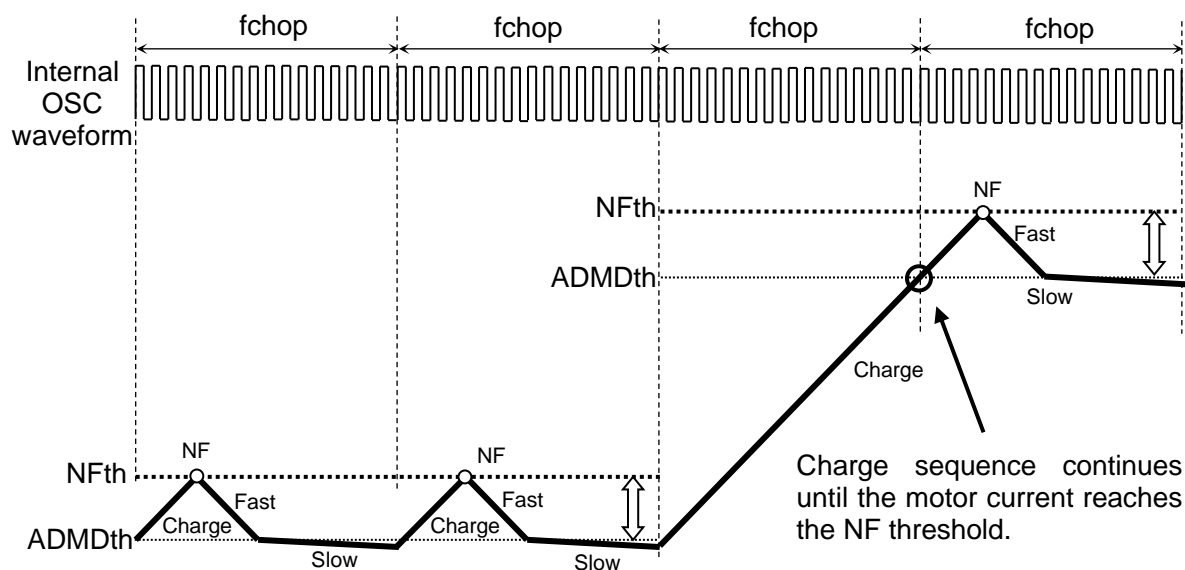 fchop fchop fchop fchop
Internal
OSC
waveform
NF
NFth
Fast
ADMDth
Slow
Charge
NF NF
NFth
Fast Fast
Charge Charge
ADMDth
Slow Slow
Charge sequence continues
until the motor current reaches
the NF threshold.